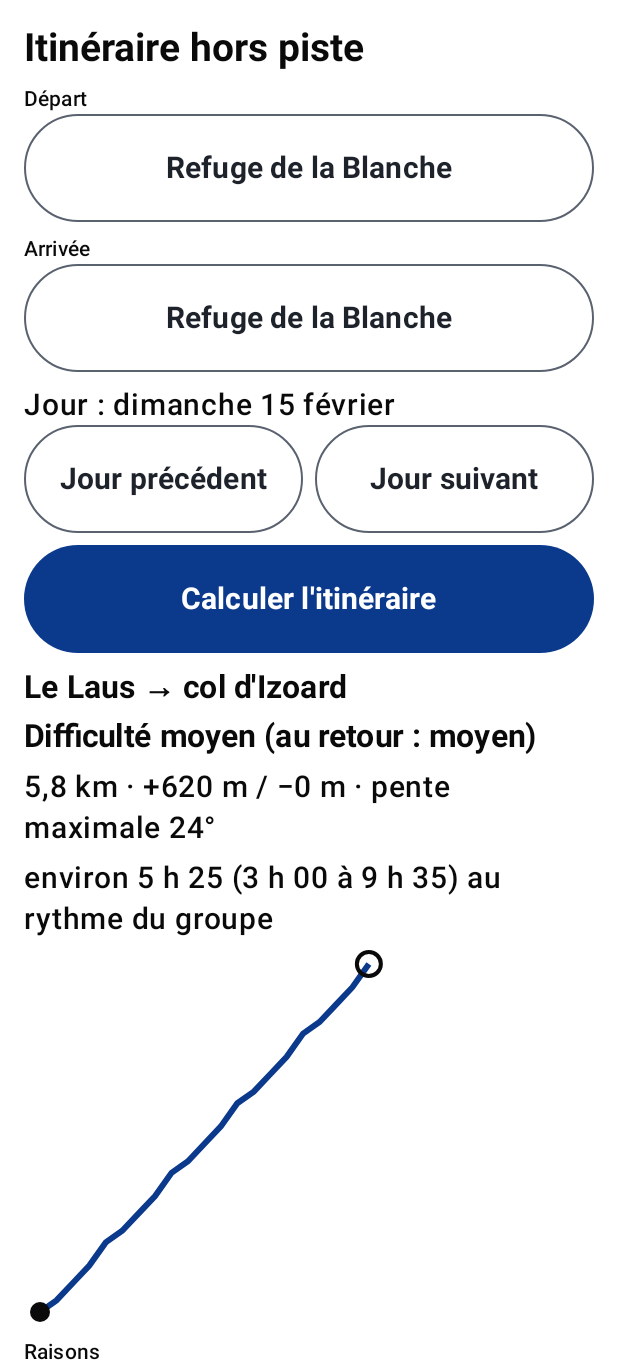 Itinéraire hors piste
Départ
Refuge de la Blanche
Arrivée
Refuge de la Blanche
Jour : dimanche 15 février
Jour précédent
Jour suivant
Calculer l'itinéraire
Le Laus → col d'Izoard
Difficulté moyen (au retour : moyen)
5,8 km · +620 m / −0 m · pente
maximale 24°
environ 5 h 25 (3 h 00 à 9 h 35) au
rythme du groupe
Raisons